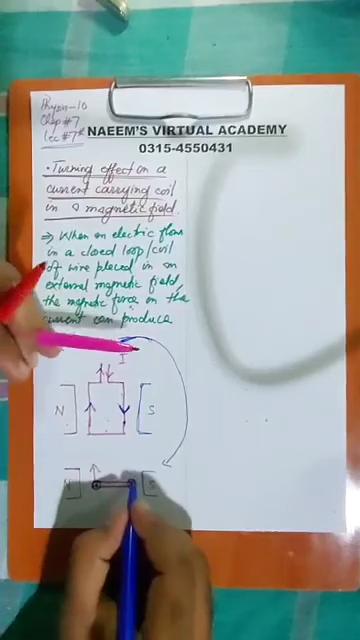 Physics-10
Chap #7
Lec #7
NAEEM'S VIRTUAL ACADEMY
0315-4550431
• Turning effect on a
current carrying coil
in a magnetic field.
⇒ When an electric flows
in a closed loop/coil
of wire placed in an
external magnetic field,
the magnetic force on the
current can produce
I
N S
N S